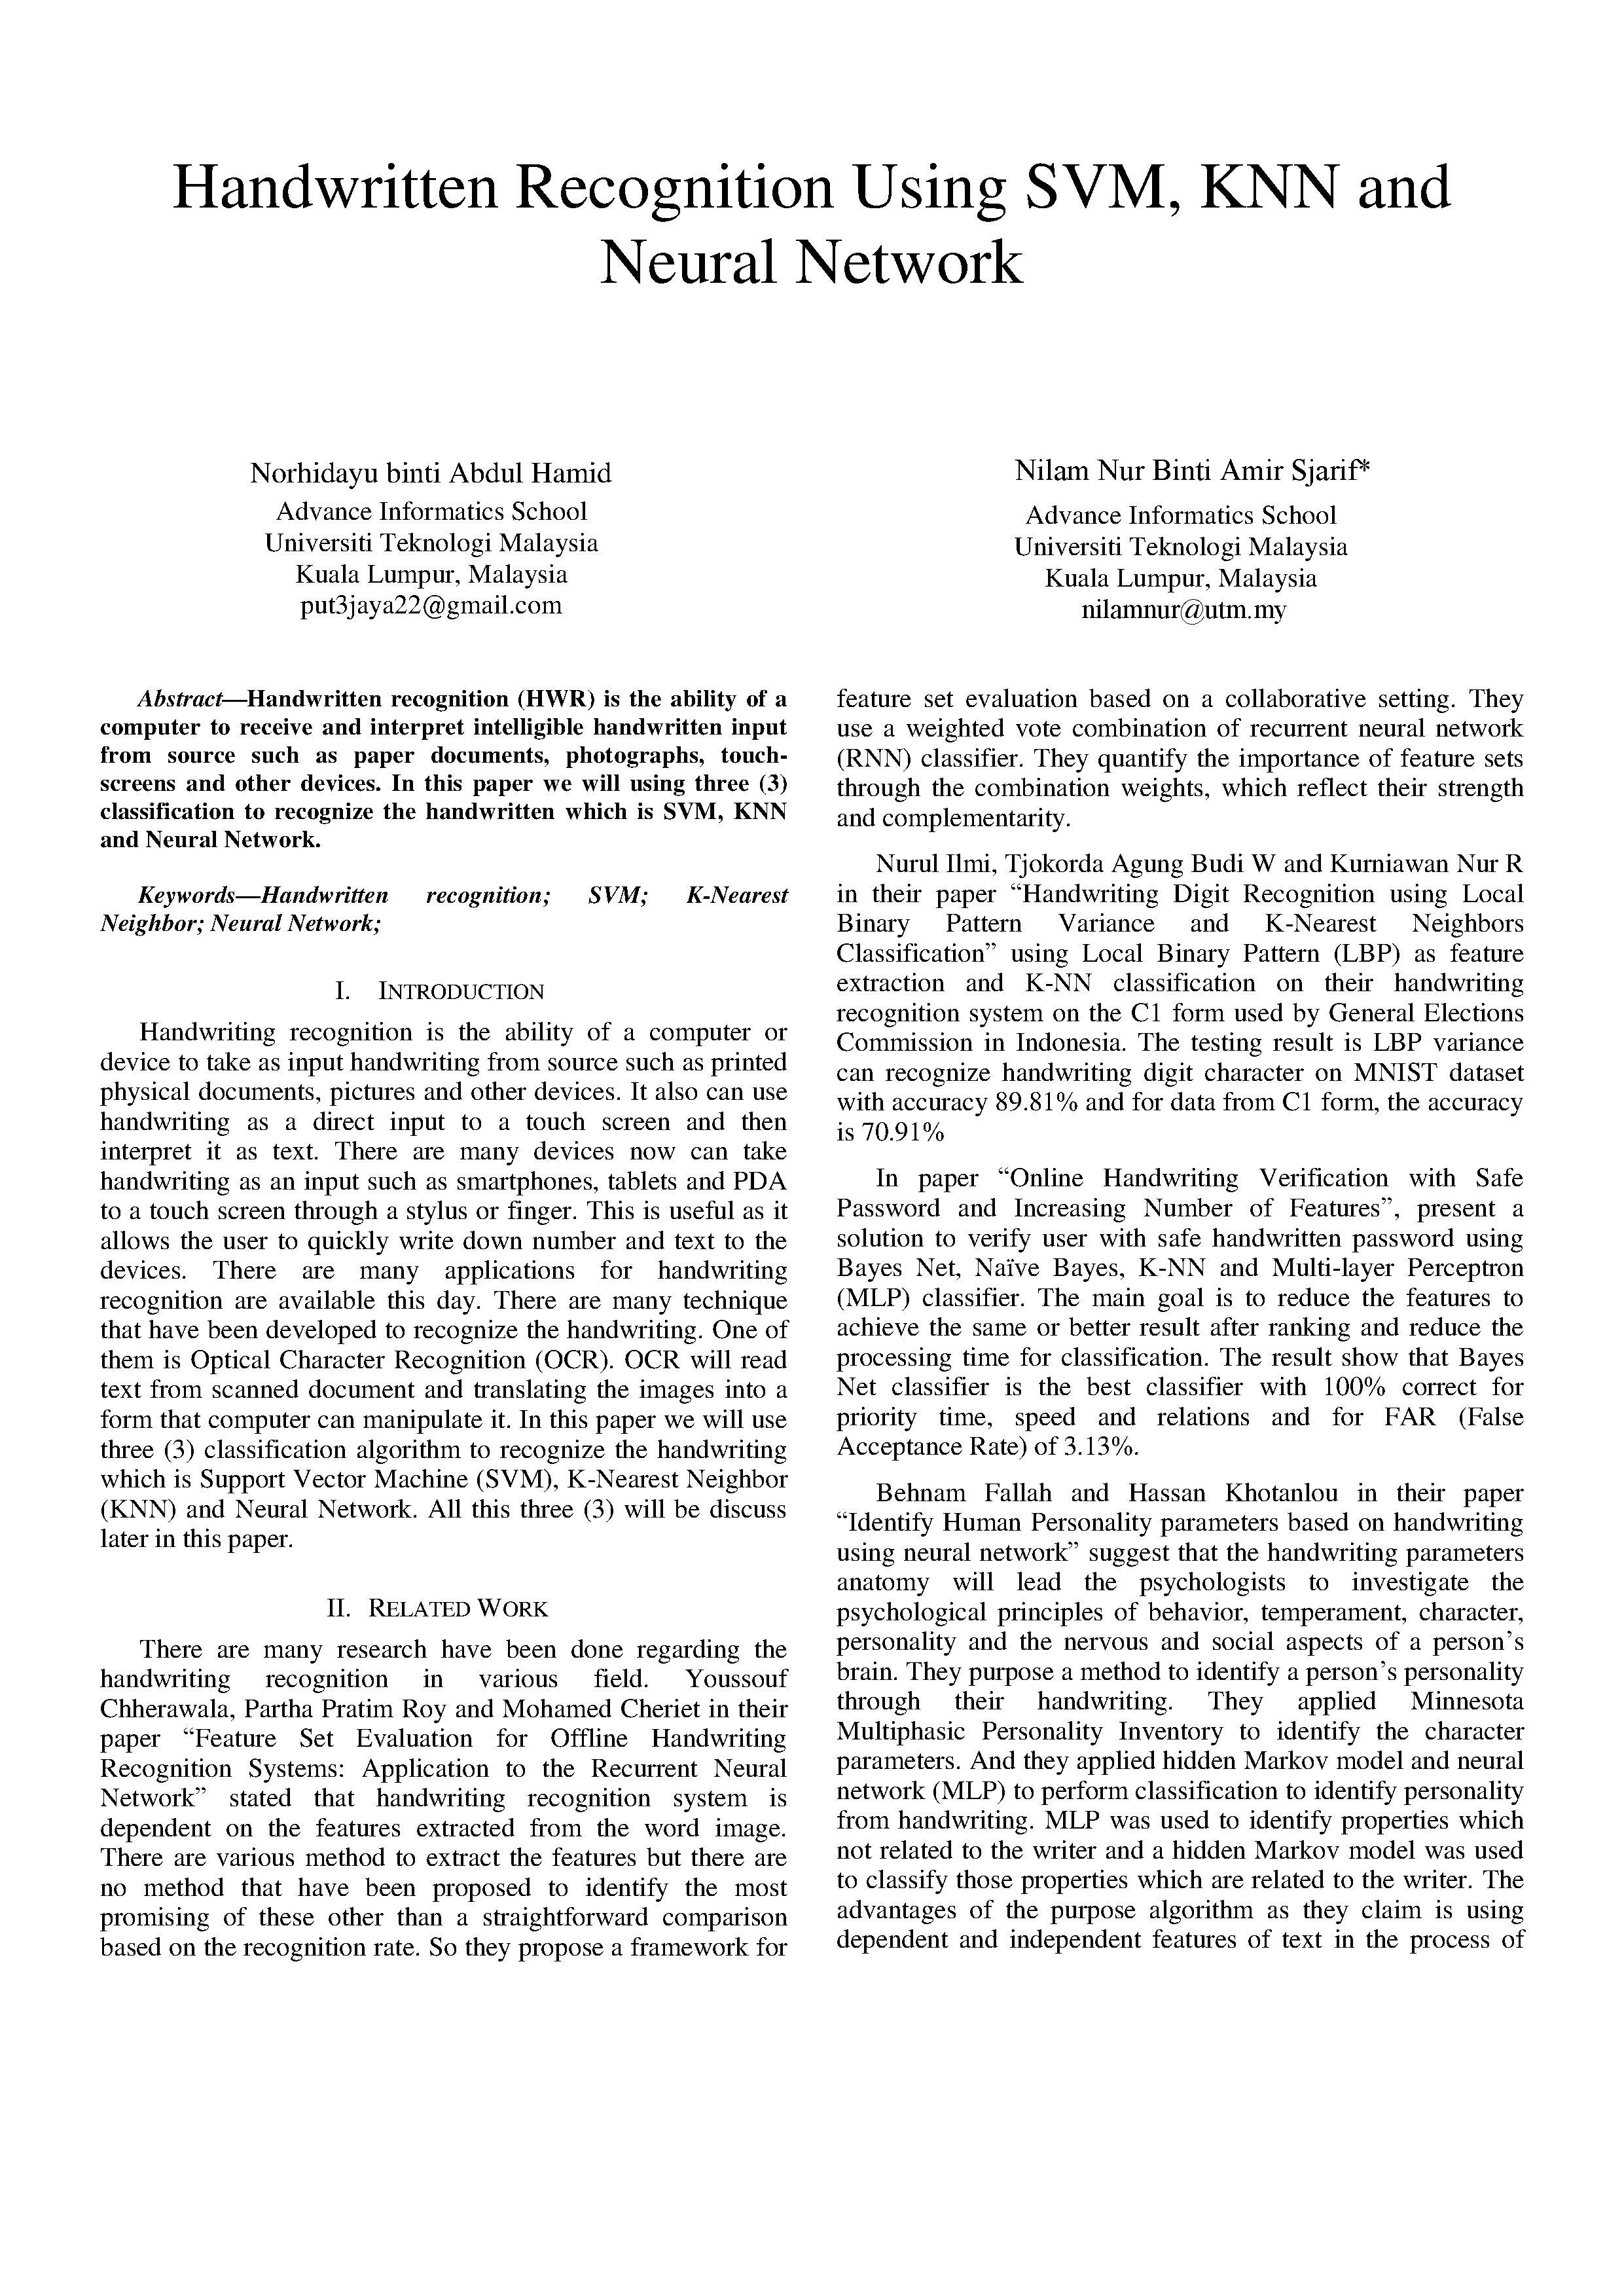 Handwritten Recognition Using SVM, KNN and
Neural Network
Norhidayu binti Abdul Hamid
Advance Informatics School
Universiti Teknologi Malaysia
Kuala Lumpur, Malaysia
put3jaya22@gmail.com
Nilam Nur Binti Amir Sjarif*
Advance Informatics School
Universiti Teknologi Malaysia
Kuala Lumpur, Malaysia
nilamnur@utm.my
Abstract—Handwritten recognition (HWR) is the ability of a
computer to receive and interpret intelligible handwritten input
from source such as paper documents, photographs, touch-
screens and other devices. In this paper we will using three (3)
classification to recognize the handwritten which is SVM, KNN
and Neural Network.
Keywords—Handwritten recognition; SVM; K-Nearest
Neighbor; Neural Network;
I. INTRODUCTION
Handwriting recognition is the ability of a computer or
device to take as input handwriting from source such as printed
physical documents, pictures and other devices. It also can use
handwriting as a direct input to a touch screen and then
interpret it as text. There are many devices now can take
handwriting as an input such as smartphones, tablets and PDA
to a touch screen through a stylus or finger. This is useful as it
allows the user to quickly write down number and text to the
devices. There are many applications for handwriting
recognition are available this day. There are many technique
that have been developed to recognize the handwriting. One of
them is Optical Character Recognition (OCR). OCR will read
text from scanned document and translating the images into a
form that computer can manipulate it. In this paper we will use
three (3) classification algorithm to recognize the handwriting
which is Support Vector Machine (SVM), K-Nearest Neighbor
(KNN) and Neural Network. All this three (3) will be discuss
later in this paper.
II. RELATED WORK
There are many research have been done regarding the
handwriting recognition in various field. Youssouf
Chherawala, Partha Pratim Roy and Mohamed Cheriet in their
paper “Feature Set Evaluation for Offline Handwriting
Recognition Systems: Application to the Recurrent Neural
Network” stated that handwriting recognition system is
dependent on the features extracted from the word image.
There are various method to extract the features but there are
no method that have been proposed to identify the most
promising of these other than a straightforward comparison
based on the recognition rate. So they propose a framework for
feature set evaluation based on a collaborative setting. They
use a weighted vote combination of recurrent neural network
(RNN) classifier. They quantify the importance of feature sets
through the combination weights, which reflect their strength
and complementarity.
Nurul Ilmi, Tjokorda Agung Budi W and Kurniawan Nur R
in their paper “Handwriting Digit Recognition using Local
Binary Pattern Variance and K-Nearest Neighbors
Classification” using Local Binary Pattern (LBP) as feature
extraction and K-NN classification on their handwriting
recognition system on the C1 form used by General Elections
Commission in Indonesia. The testing result is LBP variance
can recognize handwriting digit character on MNIST dataset
with accuracy 89.81% and for data from C1 form, the accuracy
is 70.91%
In paper “Online Handwriting Verification with Safe
Password and Increasing Number of Features”, present a
solution to verify user with safe handwritten password using
Bayes Net, Naïve Bayes, K-NN and Multi-layer Perceptron
(MLP) classifier. The main goal is to reduce the features to
achieve the same or better result after ranking and reduce the
processing time for classification. The result show that Bayes
Net classifier is the best classifier with 100% correct for
priority time, speed and relations and for FAR (False
Acceptance Rate) of 3.13%.
Behnam Fallah and Hassan Khotanlou in their paper
“Identify Human Personality parameters based on handwriting
using neural network” suggest that the handwriting parameters
anatomy will lead the psychologists to investigate the
psychological principles of behavior, temperament, character,
personality and the nervous and social aspects of a person’s
brain. They purpose a method to identify a person’s personality
through their handwriting. They applied Minnesota
Multiphasic Personality Inventory to identify the character
parameters. And they applied hidden Markov model and neural
network (MLP) to perform classification to identify personality
from handwriting. MLP was used to identify properties which
not related to the writer and a hidden Markov model was used
to classify those properties which are related to the writer. The
advantages of the purpose algorithm as they claim is using
dependent and independent features of text in the process of